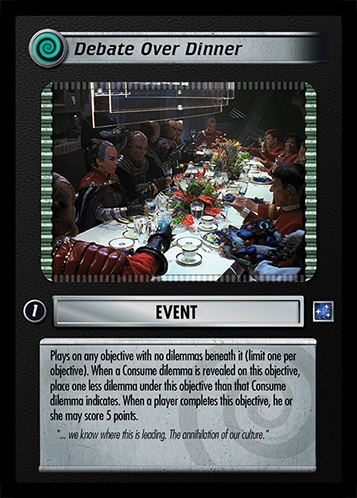 Debate Over Dinner
1
EVENT
Plays on any objective with no dilemmas beneath it (limit one per
objective). When a Consume dilemma is revealed on this objective,
place one less dilemma under this objective than that Consume
dilemma indicates. When a player completes this objective, he or
she may score 5 points.
"... we know where this is leading. The annihilation of our culture."